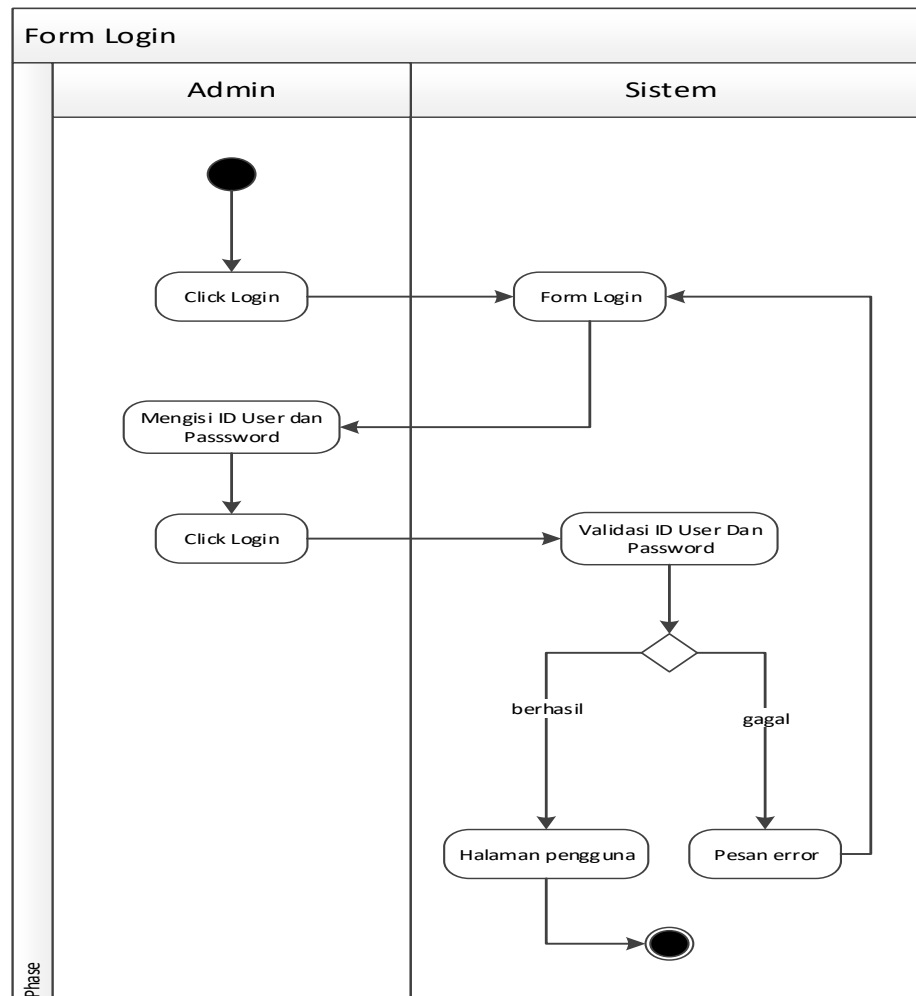 Form Login
Admin
Sistem
Click Login
Form Login
Mengisi ID User dan
Passsword
Click Login
Validasi ID User Dan
Password
berhasil
gagal
Halaman pengguna
Pesan error
Phase